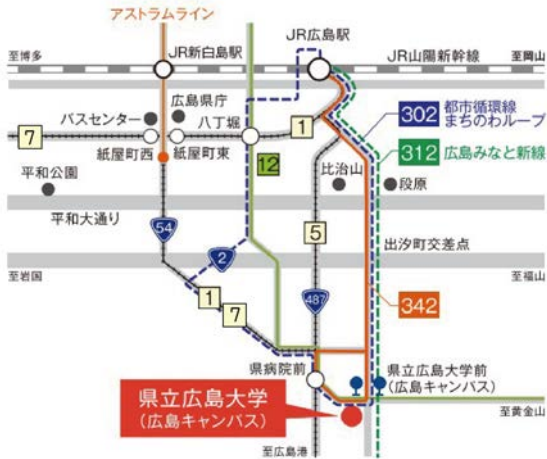 アストラムライン
至博多
JR新白島駅
JR広島駅
JR山陽新幹線
至岡山
バスセンター
広島県庁
八丁堀
302
都市循環線
まちのわループ
7
紙屋町西
紙屋町東
1
312
広島みなと新線
12
平和公園
比治山
段原
平和大通り
54
5
出汐町交差点
2
至岩国
至福山
1
7
487
342
県病院前
県立広島大学前
(広島キャンパス)
県立広島大学
(広島キャンパス)
至黄金山
至広島港